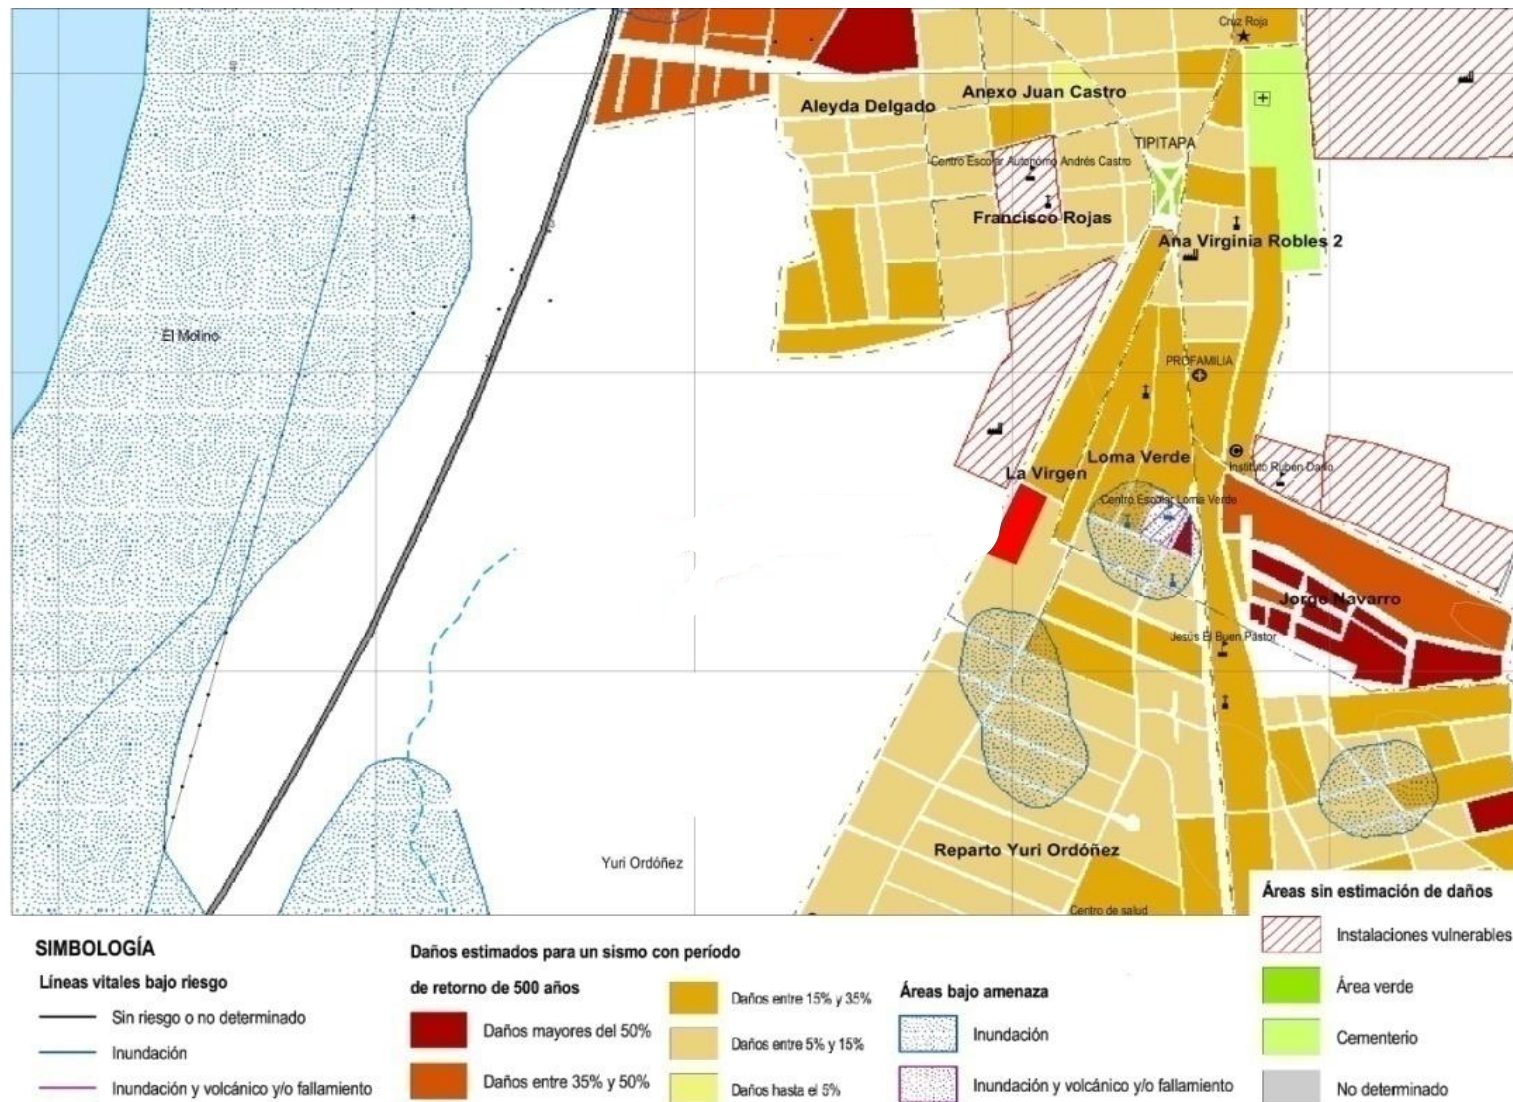 Cruz Roja
Anexo Juan Castro
Aleyda Delgado
TIPITAPA
Centro Escolar Autonómo Andrés Castro
Francisco Rojas
Ana Virginia Robles 2
El Molino
PROFAMILIA
Loma Verde
La Virgen
Instituto Rubén Darío
Centro Escolar Loma Verde
Jorge Navarro
Jesús El Buen Pastor
Reparto Yuri Ordóñez
Yuri Ordóñez
Centro de salud
SIMBOLOGÍA
Líneas vitales bajo riesgo
Sin riesgo o no determinado
Inundación
Inundación y volcánico y/o fallamiento
Daños estimados para un sismo con período
de retorno de 500 años
Daños mayores del 50%
Daños entre 35% y 50%
Daños entre 15% y 35%
Daños entre 5% y 15%
Daños hasta el 5%
Áreas bajo amenaza
Inundación
Inundación y volcánico y/o fallamiento
Áreas sin estimación de daños
Instalaciones vulnerables
Área verde
Cementerio
No determinado